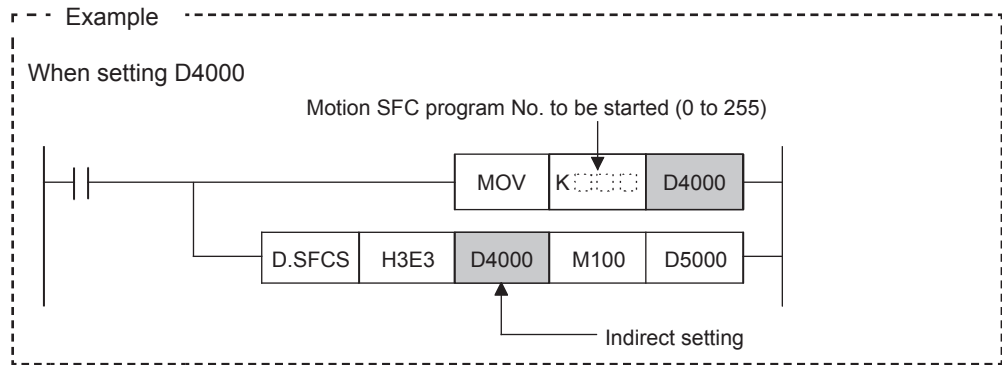 Example
When setting D4000
Motion SFC program No. to be started (0 to 255)
MOV K D4000
D.SFCS H3E3 D4000 M100 D5000
Indirect setting